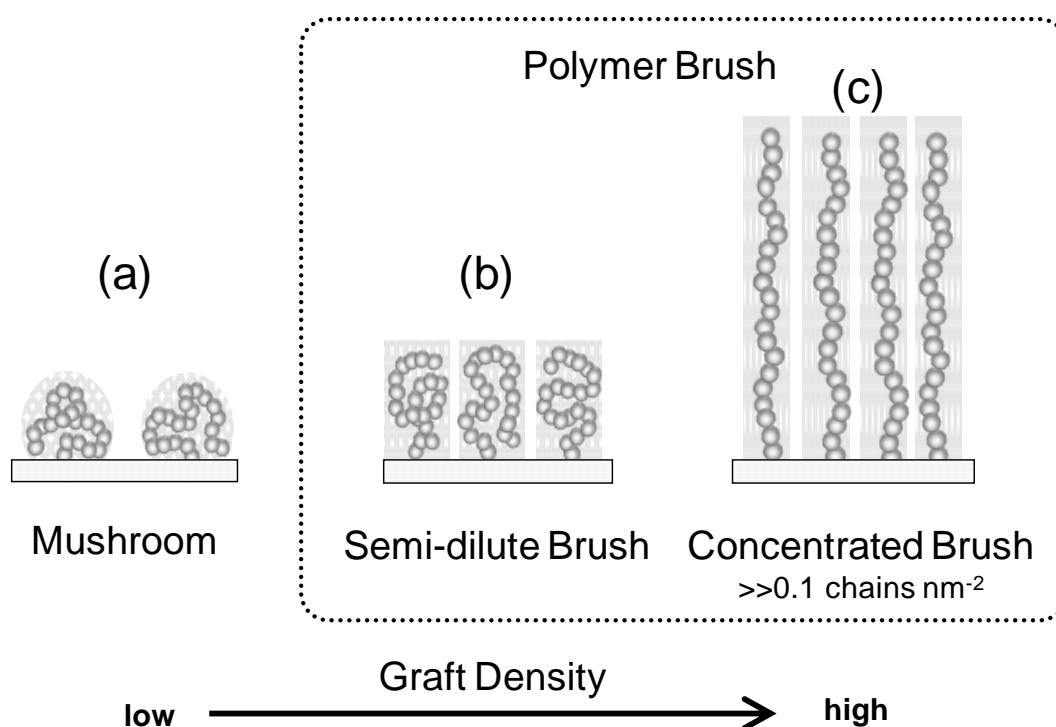 Polymer Brush
(c)
(a)
(b)
Mushroom
Semi-dilute Brush
Concentrated Brush
>>0.1 chains nm-2
Graft Density
low
high